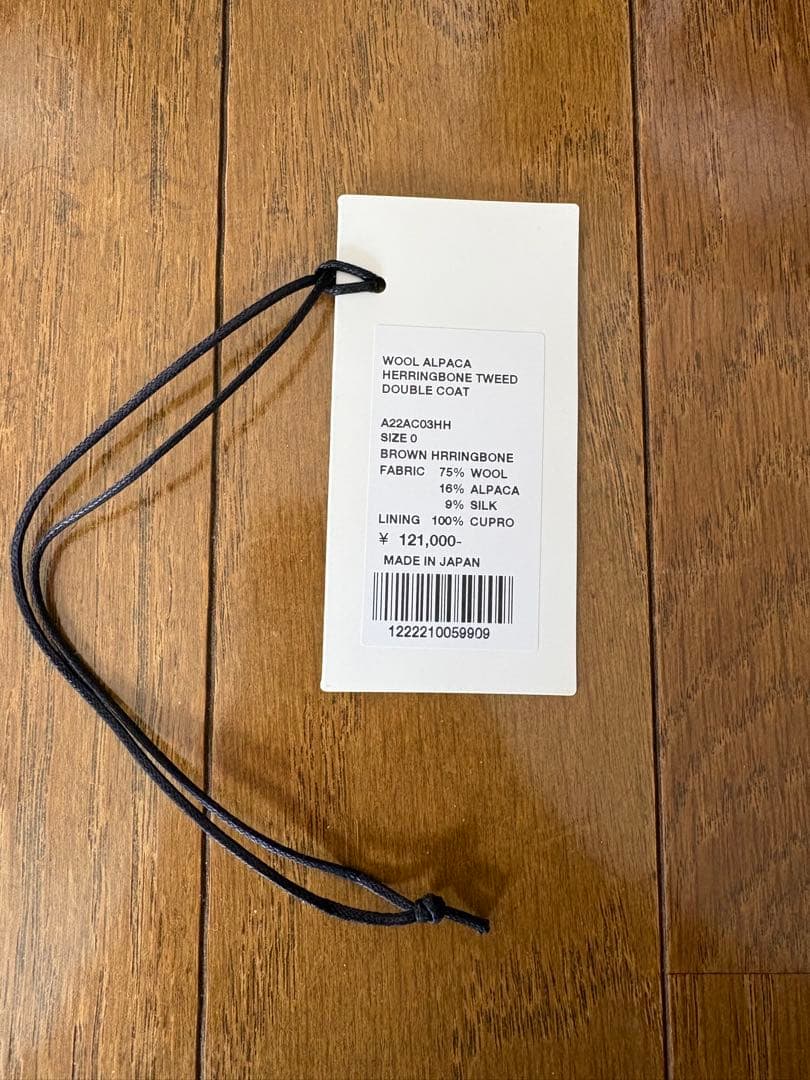 WOOL ALPACA
HERRINGBONE TWEED
DOUBLE COAT
A22AC03HH
SIZE 0
BROWN HRRINGBONE
FABRIC 75% WOOL
16% ALPACA
9% SILK
LINING 100% CUPRO
¥ 121,000-
MADE IN JAPAN
1222210059909